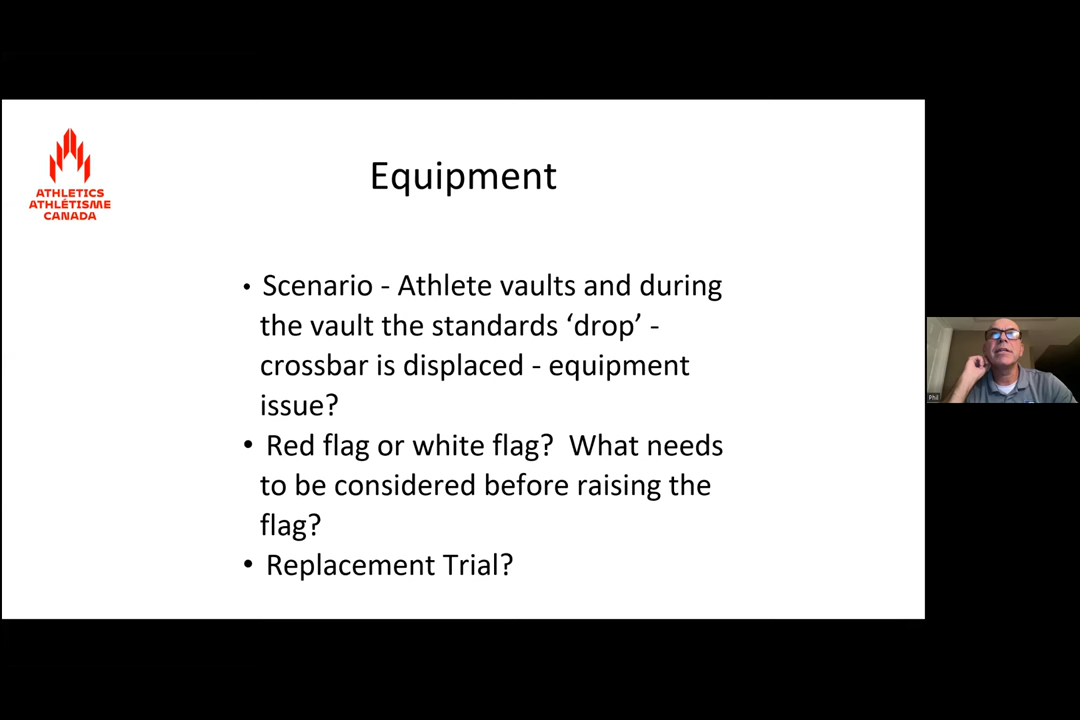 ATHLETICS
ATHLÉTISME
CANADA
Equipment
• Scenario - Athlete vaults and during
the vault the standards ‘drop’ -
crossbar is displaced - equipment
issue?
• Red flag or white flag?  What needs
to be considered before raising the
flag?
• Replacement Trial?
Phil